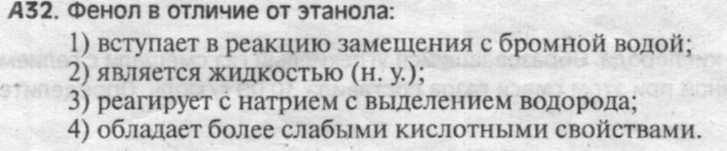 А32. Фенол в отличие от этанола:
1) вступает в реакцию замещения с бромной водой;
2) является жидкостью (н. у.);
3) реагирует с натрием с выделением водорода;
4) обладает более слабыми кислотными свойствами.